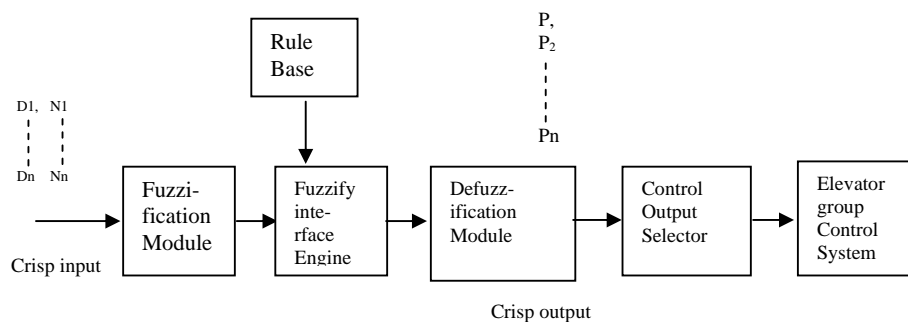 P,
P2
Pn
Rule
Base
D1, N1
Dn Nn
Fuzzi-
fication
Module
Fuzzify
inte-
rface
Engine
Defuzz-
ification
Module
Control
Output
Selector
Elevator
group
Control
System
Crisp input
Crisp output